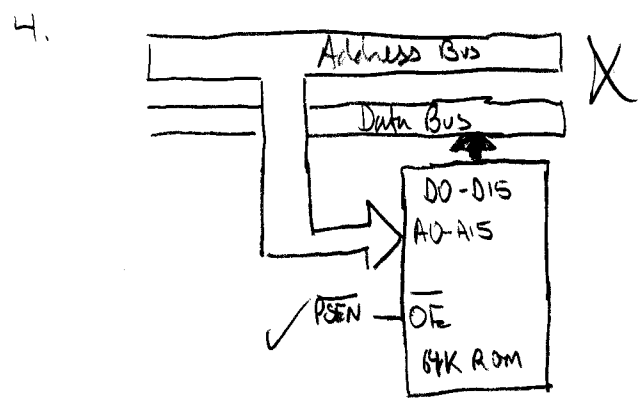 4.
Address Bus
Data Bus
D0-D15
A0-A15
PSEN
OE
64K ROM